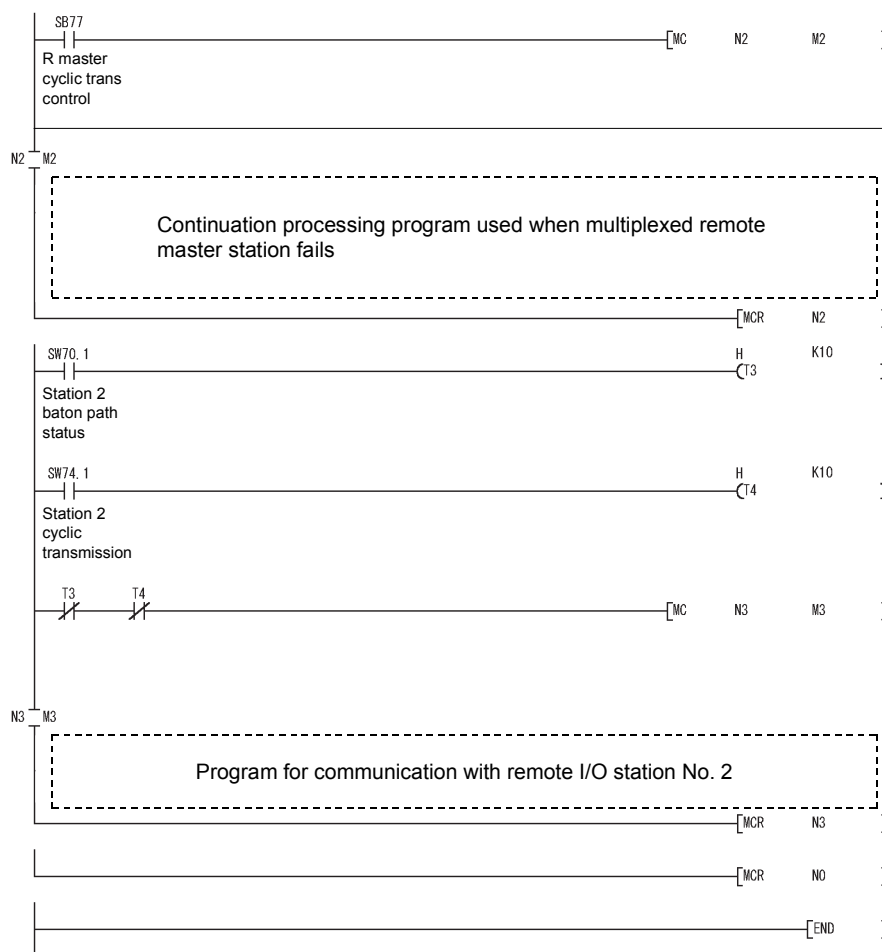 SB77
[MC N2 M2 ]
R master
cyclic trans
control
N2 M2
Continuation processing program used when multiplexed remote
master station fails
[MCR N2 ]
SW70.1 H K10
(T3 )
Station 2
baton path
status
SW74.1 H K10
(T4 )
Station 2
cyclic
transmission
T3 T4
[MC N3 M3 ]
N3 M3
Program for communication with remote I/O station No. 2
[MCR N3 ]
[MCR N0 ]
[END ]